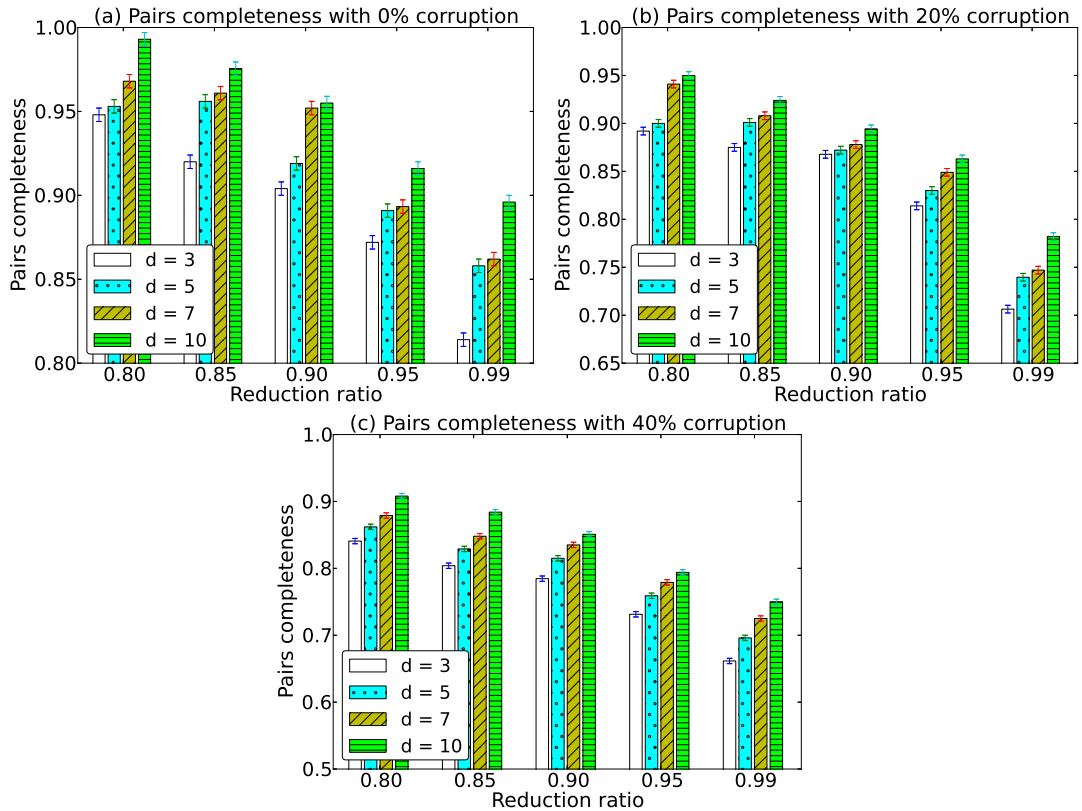 (a) Pairs completeness with 0% corruption
1.00
0.95
0.90
0.85
0.80
Pairs completeness
d = 3
d = 5
d = 7
d = 10
0.80 0.85 0.90 0.95 0.99
Reduction ratio
(b) Pairs completeness with 20% corruption
1.00
0.95
0.90
0.85
0.80
0.75
0.70
0.65
Pairs completeness
d = 3
d = 5
d = 7
d = 10
0.80 0.85 0.90 0.95 0.99
Reduction ratio
(c) Pairs completeness with 40% corruption
1.0
0.9
0.8
0.7
0.6
0.5
Pairs completeness
d = 3
d = 5
d = 7
d = 10
0.80 0.85 0.90 0.95 0.99
Reduction ratio